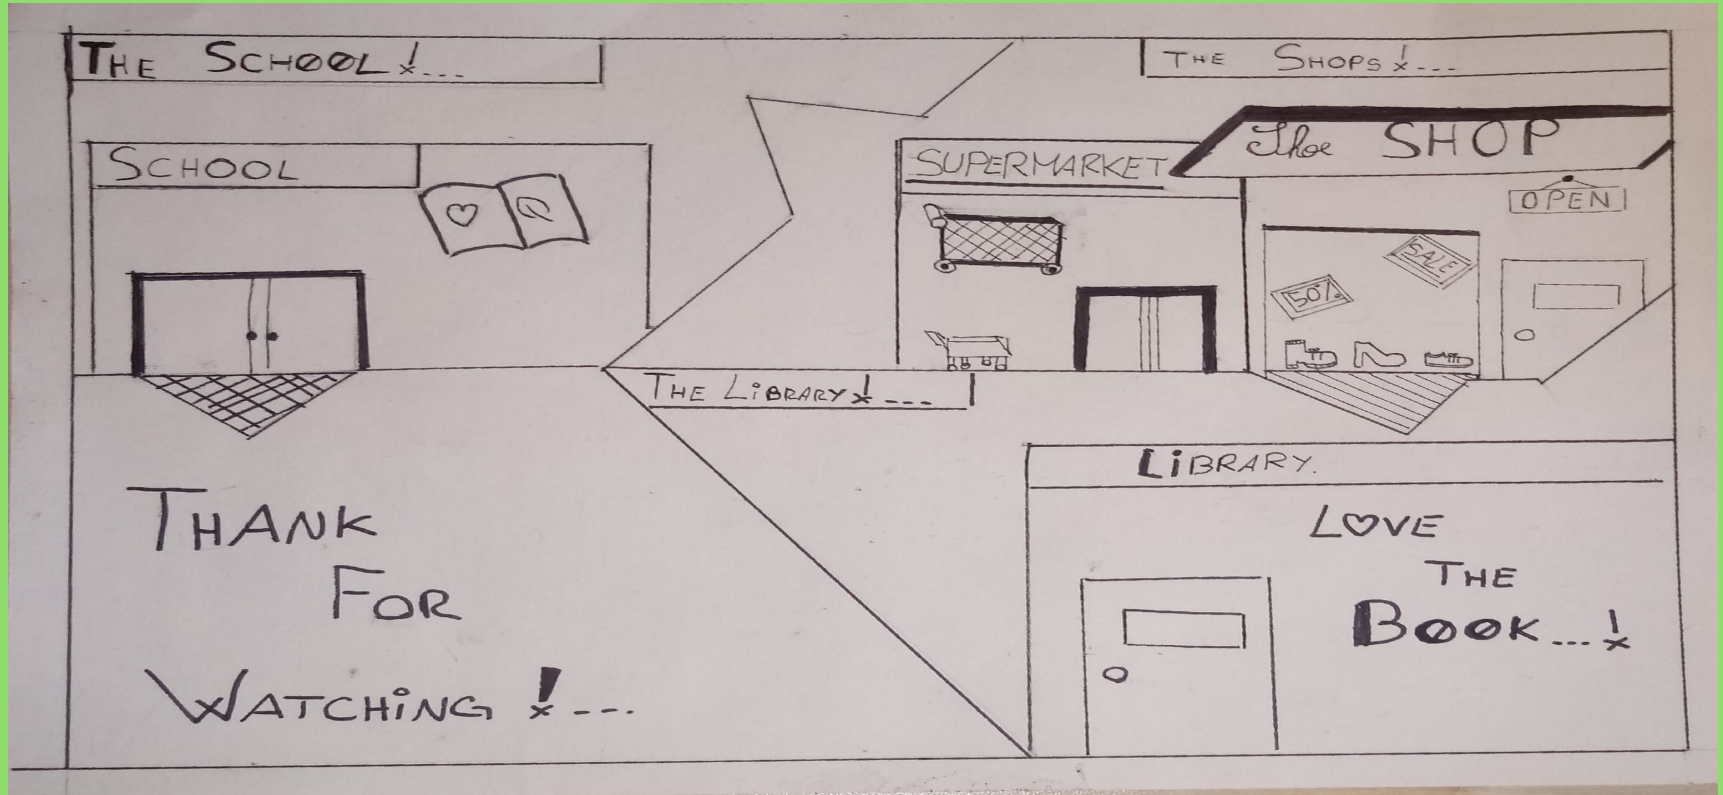 THE SCHOOL!...
THE SHOPS!...
SCHOOL
SUPERMARKET
Shoe SHOP
OPEN
SALE
50%
THE LiBRARY!...
LiBRARY.
LOVE
THE
BOOK...!
THANK
FOR
WATCHiNG!...